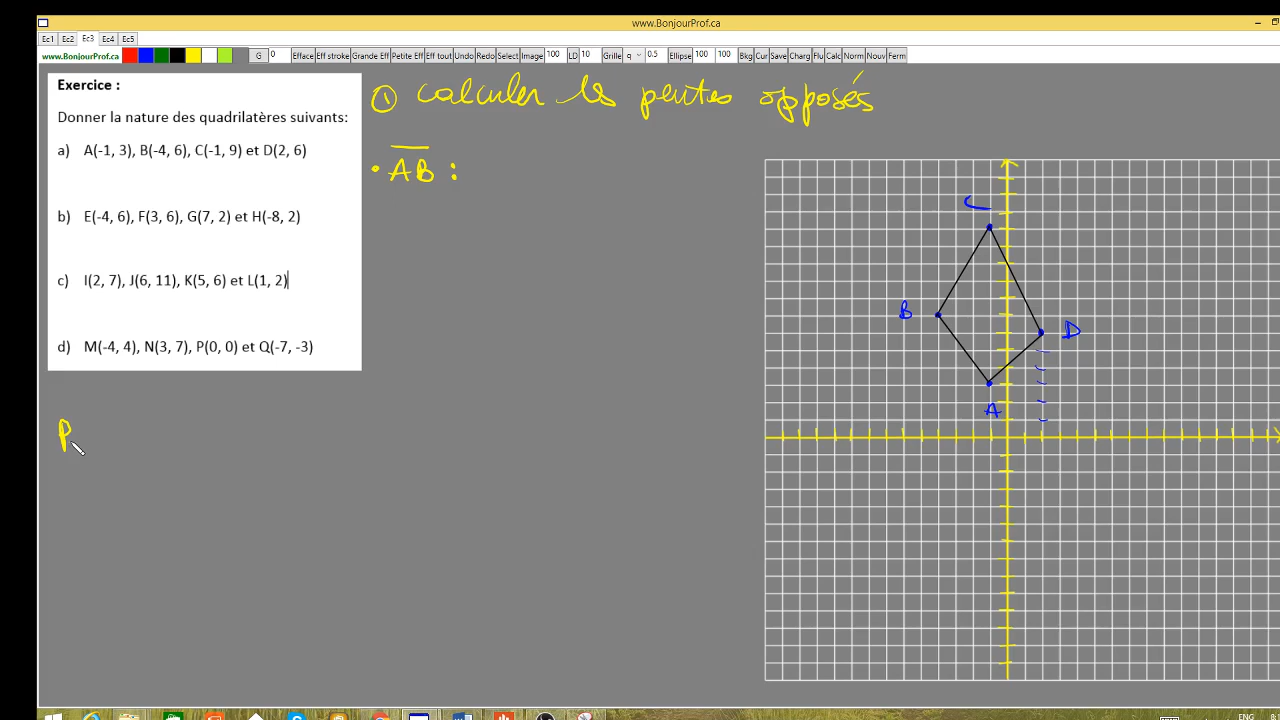 www.BonjourProf.ca
Ec1 Ec2 Ec3 Ec4 Ec5
www.BonjourProf.ca G 0 Efface Eff stroke Grande Eff Petite Eff Eff tout Undo Redo Select Image 100 LD 10 Grille q 0.5 Ellipse 100 100 Bkg Cur Save Charg Flu Calc Norm Nouv Ferm
Exercice :
Donner la nature des quadrilatères suivants:
a) A(-1, 3), B(-4, 6), C(-1, 9) et D(2, 6)
b) E(-4, 6), F(3, 6), G(7, 2) et H(-8, 2)
c) I(2, 7), J(6, 11), K(5, 6) et L(1, 2)
d) M(-4, 4), N(3, 7), P(0, 0) et Q(-7, -3)
① calculer les pentes opposés
• AB :
P
C
B
D
A
ENG